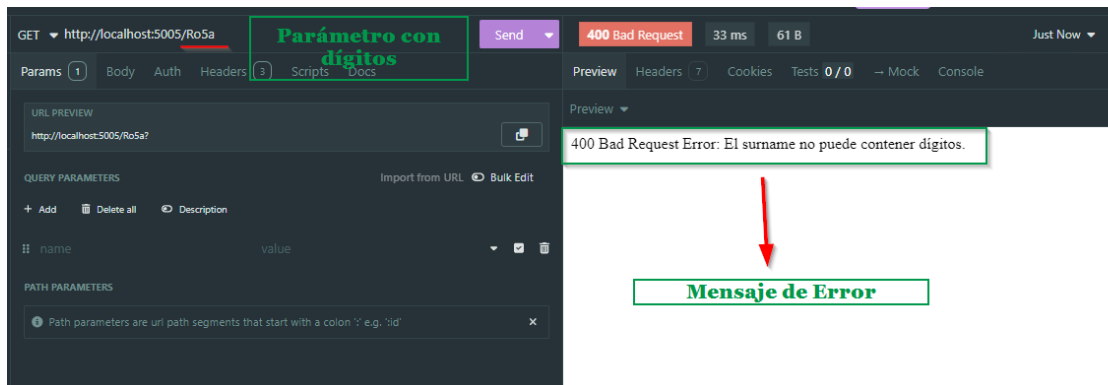 GET http://localhost:5005/Ro5a
Parámetro con
dígitos
Send
400 Bad Request 33 ms 61 B
Just Now
Params 1 Body Auth Headers 3 Scripts Docs
Preview Headers 7 Cookies Tests 0 / 0 → Mock Console
URL PREVIEW
http://localhost:5005/Ro5a?
Preview
400 Bad Request Error: El surname no puede contener dígitos.
QUERY PARAMETERS
Import from URL Bulk Edit
+ Add Delete all Description
name value
Mensaje de Error
PATH PARAMETERS
Path parameters are url path segments that start with a colon ':' e.g. ':id'